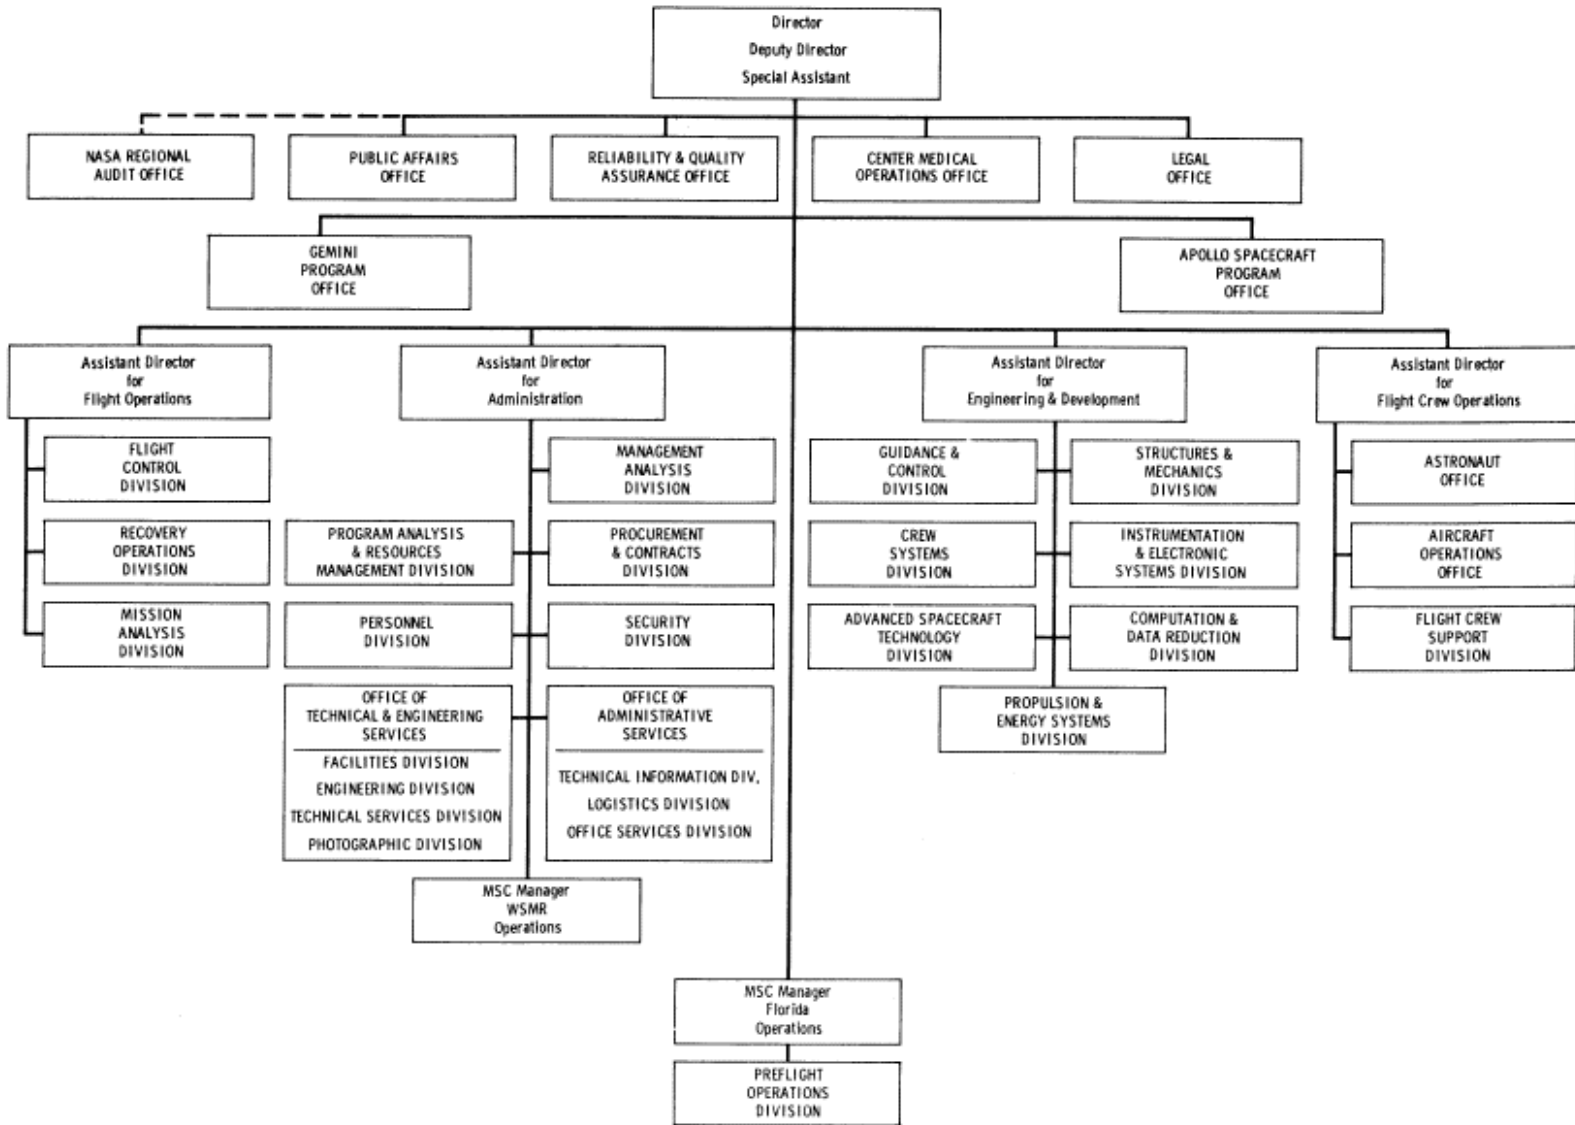 Director
Deputy Director
Special Assistant
NASA REGIONAL
AUDIT OFFICE
PUBLIC AFFAIRS
OFFICE
RELIABILITY & QUALITY
ASSURANCE OFFICE
CENTER MEDICAL
OPERATIONS OFFICE
LEGAL
OFFICE
GEMINI
PROGRAM
OFFICE
APOLLO SPACECRAFT
PROGRAM
OFFICE
Assistant Director
for
Flight Operations
Assistant Director
for
Administration
Assistant Director
for
Engineering & Development
Assistant Director
for
Flight Crew Operations
FLIGHT
CONTROL
DIVISION
RECOVERY
OPERATIONS
DIVISION
MISSION
ANALYSIS
DIVISION
MANAGEMENT
ANALYSIS
DIVISION
PROGRAM ANALYSIS
& RESOURCES
MANAGEMENT DIVISION
PROCUREMENT
& CONTRACTS
DIVISION
PERSONNEL
DIVISION
SECURITY
DIVISION
OFFICE OF
TECHNICAL & ENGINEERING
SERVICES
FACILITIES DIVISION
ENGINEERING DIVISION
TECHNICAL SERVICES DIVISION
PHOTOGRAPHIC DIVISION
OFFICE OF
ADMINISTRATIVE
SERVICES
TECHNICAL INFORMATION DIV.
LOGISTICS DIVISION
OFFICE SERVICES DIVISION
MSC Manager
WSMR
Operations
GUIDANCE &
CONTROL
DIVISION
STRUCTURES &
MECHANICS
DIVISION
CREW
SYSTEMS
DIVISION
INSTRUMENTATION
& ELECTRONIC
SYSTEMS DIVISION
ADVANCED SPACECRAFT
TECHNOLOGY
DIVISION
COMPUTATION &
DATA REDUCTION
DIVISION
PROPULSION &
ENERGY SYSTEMS
DIVISION
ASTRONAUT
OFFICE
AIRCRAFT
OPERATIONS
OFFICE
FLIGHT CREW
SUPPORT
DIVISION
MSC Manager
Florida
Operations
PREFLIGHT
OPERATIONS
DIVISION